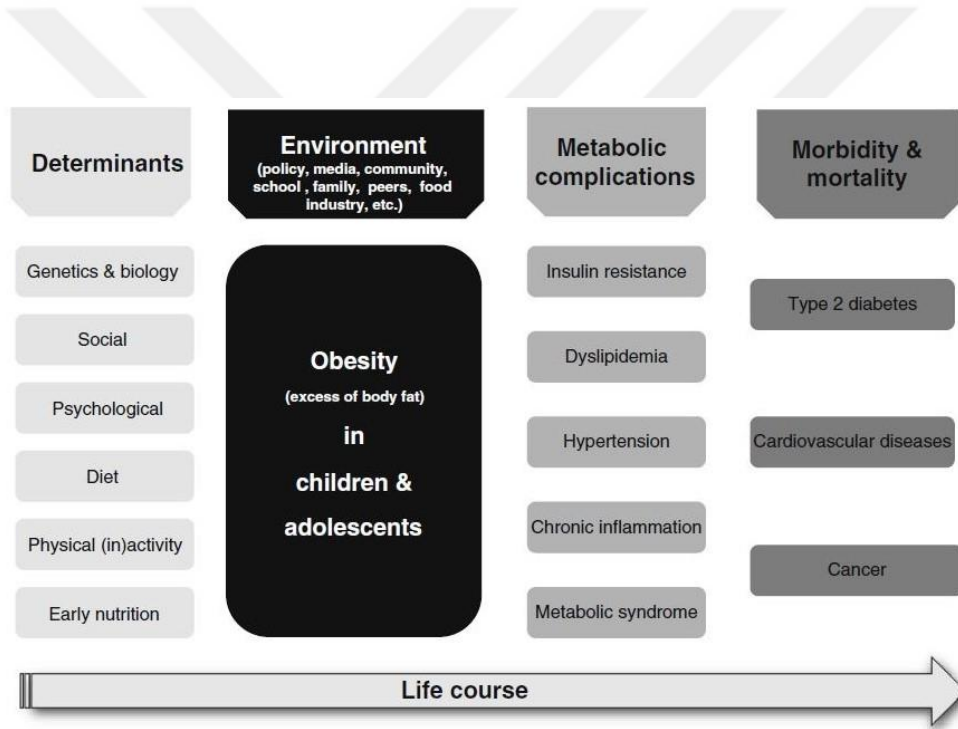 Determinants
Genetics & biology
Social
Psychological
Diet
Physical (in)activity
Early nutrition
Environment
(policy, media, community,
school , family, peers, food
industry, etc.)
Obesity
(excess of body fat)
in
children &
adolescents
Metabolic
complications
Insulin resistance
Dyslipidemia
Hypertension
Chronic inflammation
Metabolic syndrome
Morbidity &
mortality
Type 2 diabetes
Cardiovascular diseases
Cancer
Life course